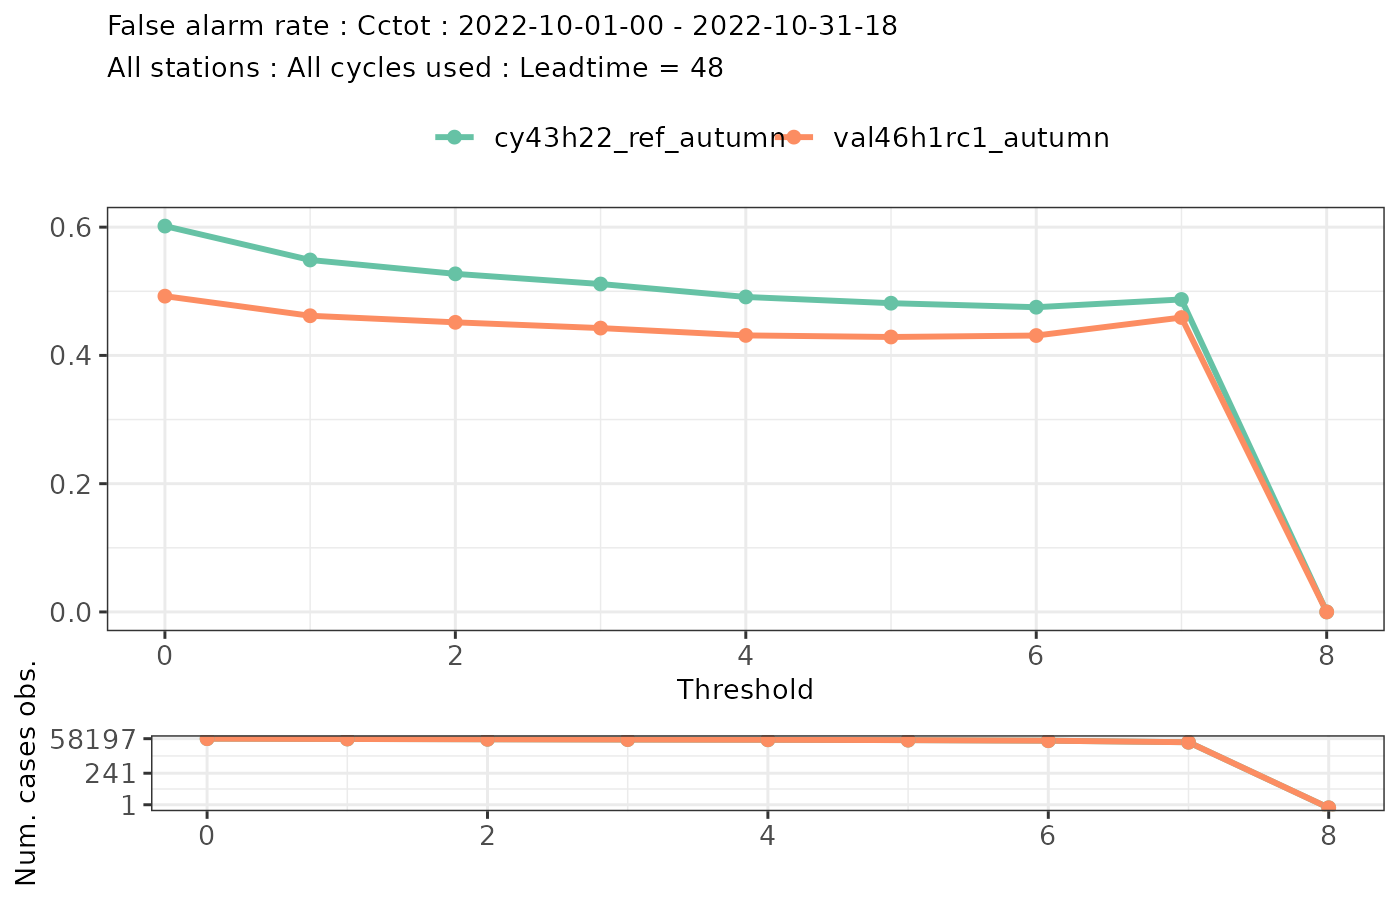 False alarm rate : Cctot : 2022-10-01-00 - 2022-10-31-18
All stations : All cycles used : Leadtime = 48
cy43h22_ref_autumn val46h1rc1_autumn
0.6
0.4
0.2
0.0
0 2 4 6 8
Threshold
Num. cases obs.
58197
241
1
0 2 4 6 8